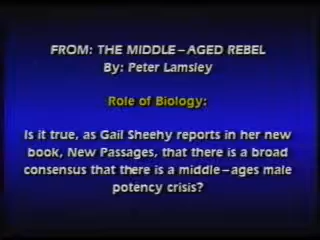 FROM: THE MIDDLE-AGED REBEL
By: Peter Lamsley
Role of Biology:
Is it true, as Gail Sheehy reports in her new
book, New Passages, that there is a broad
consensus that there is a middle-ages male
potency crisis?